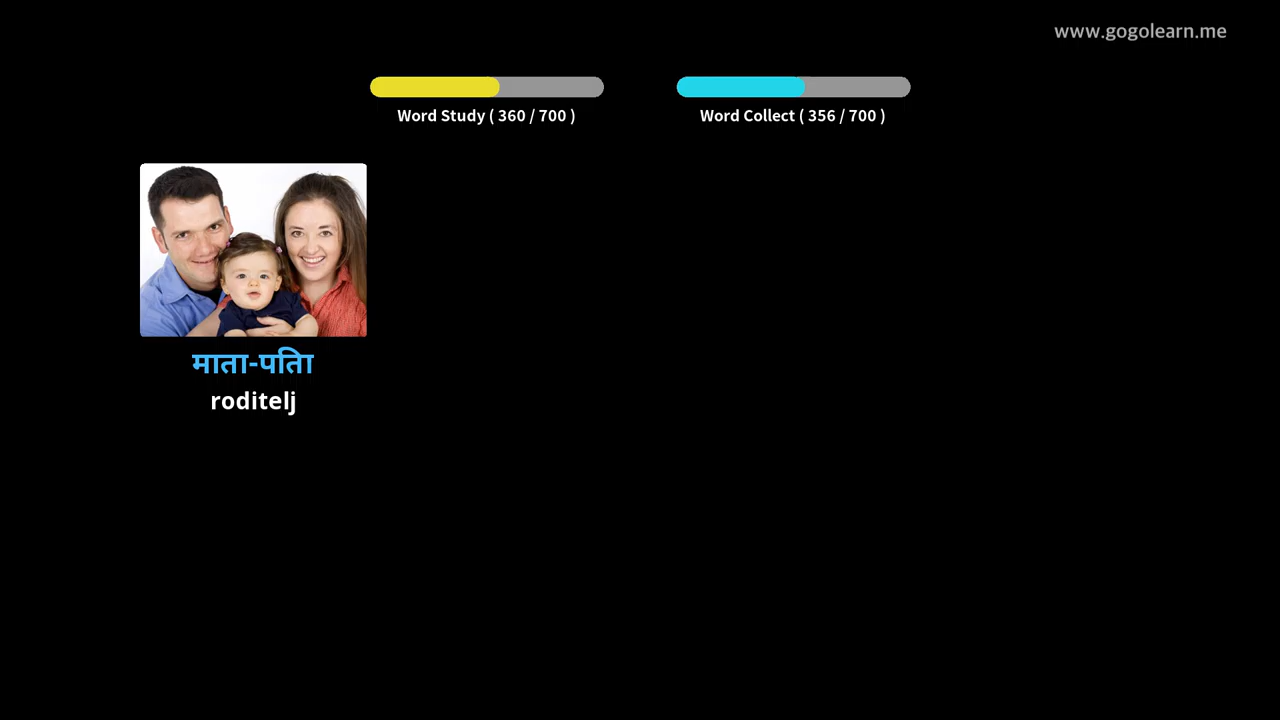 www.gogolearn.me
Word Study ( 360 / 700 )
Word Collect ( 356 / 700 )
माता-पिता
roditelj